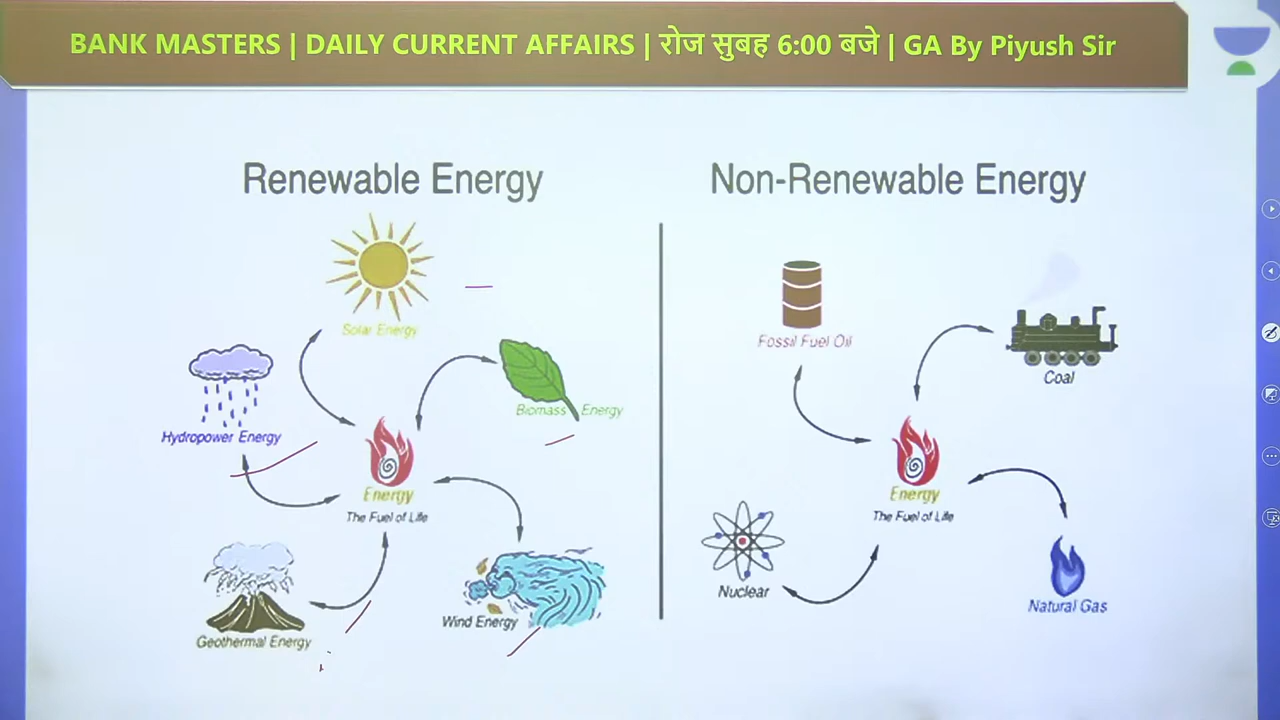 BANK MASTERS | DAILY CURRENT AFFAIRS | रोज सुबह 6:00 बजे | GA By Piyush Sir
Renewable Energy
Solar Energy
Hydropower Energy
Biomass Energy
Energy
The Fuel of Life
Geothermal Energy
Wind Energy
Non-Renewable Energy
Fossil Fuel Oil
Coal
Energy
The Fuel of Life
Nuclear
Natural Gas